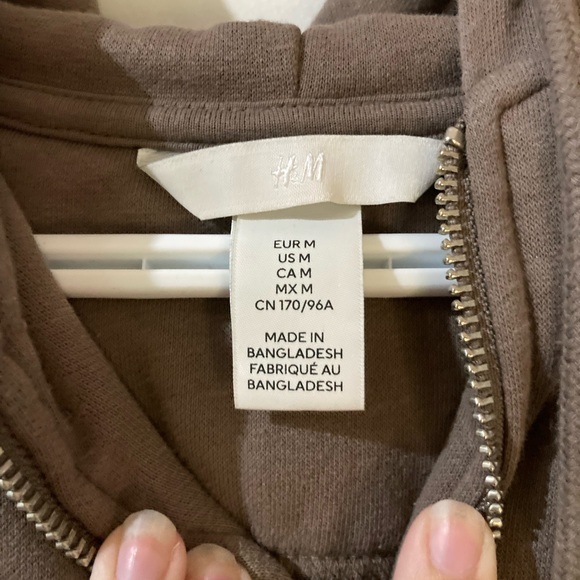 H&M
EUR M
US M
CA M
MX M
CN 170/96A
MADE IN
BANGLADESH
FABRIQUÉ AU
BANGLADESH